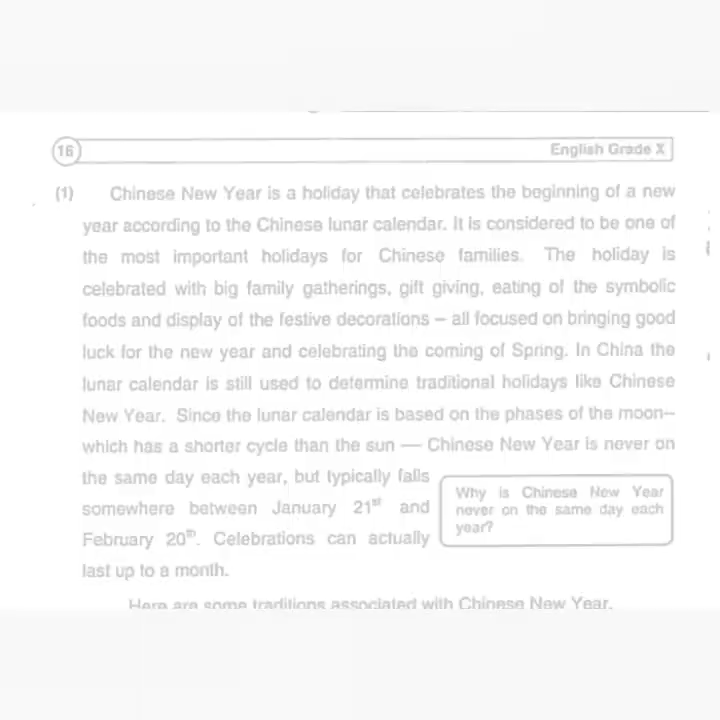 16
English Grade X
(1) Chinese New Year is a holiday that celebrates the beginning of a new
year according to the Chinese lunar calendar. It is considered to be one of
the most important holidays for Chinese families. The holiday is
celebrated with big family gatherings, gift giving, eating of the symbolic
foods and display of the festive decorations – all focused on bringing good
luck for the new year and celebrating the coming of Spring. In China the
lunar calendar is still used to determine traditional holidays like Chinese
New Year. Since the lunar calendar is based on the phases of the moon–
which has a shorter cycle than the sun — Chinese New Year is never on
the same day each year, but typically falls
somewhere between January 21st and
February 20th. Celebrations can actually
last up to a month.
Why is Chinese New Year
never on the same day each
year?
Here are some traditions associated with Chinese New Year.